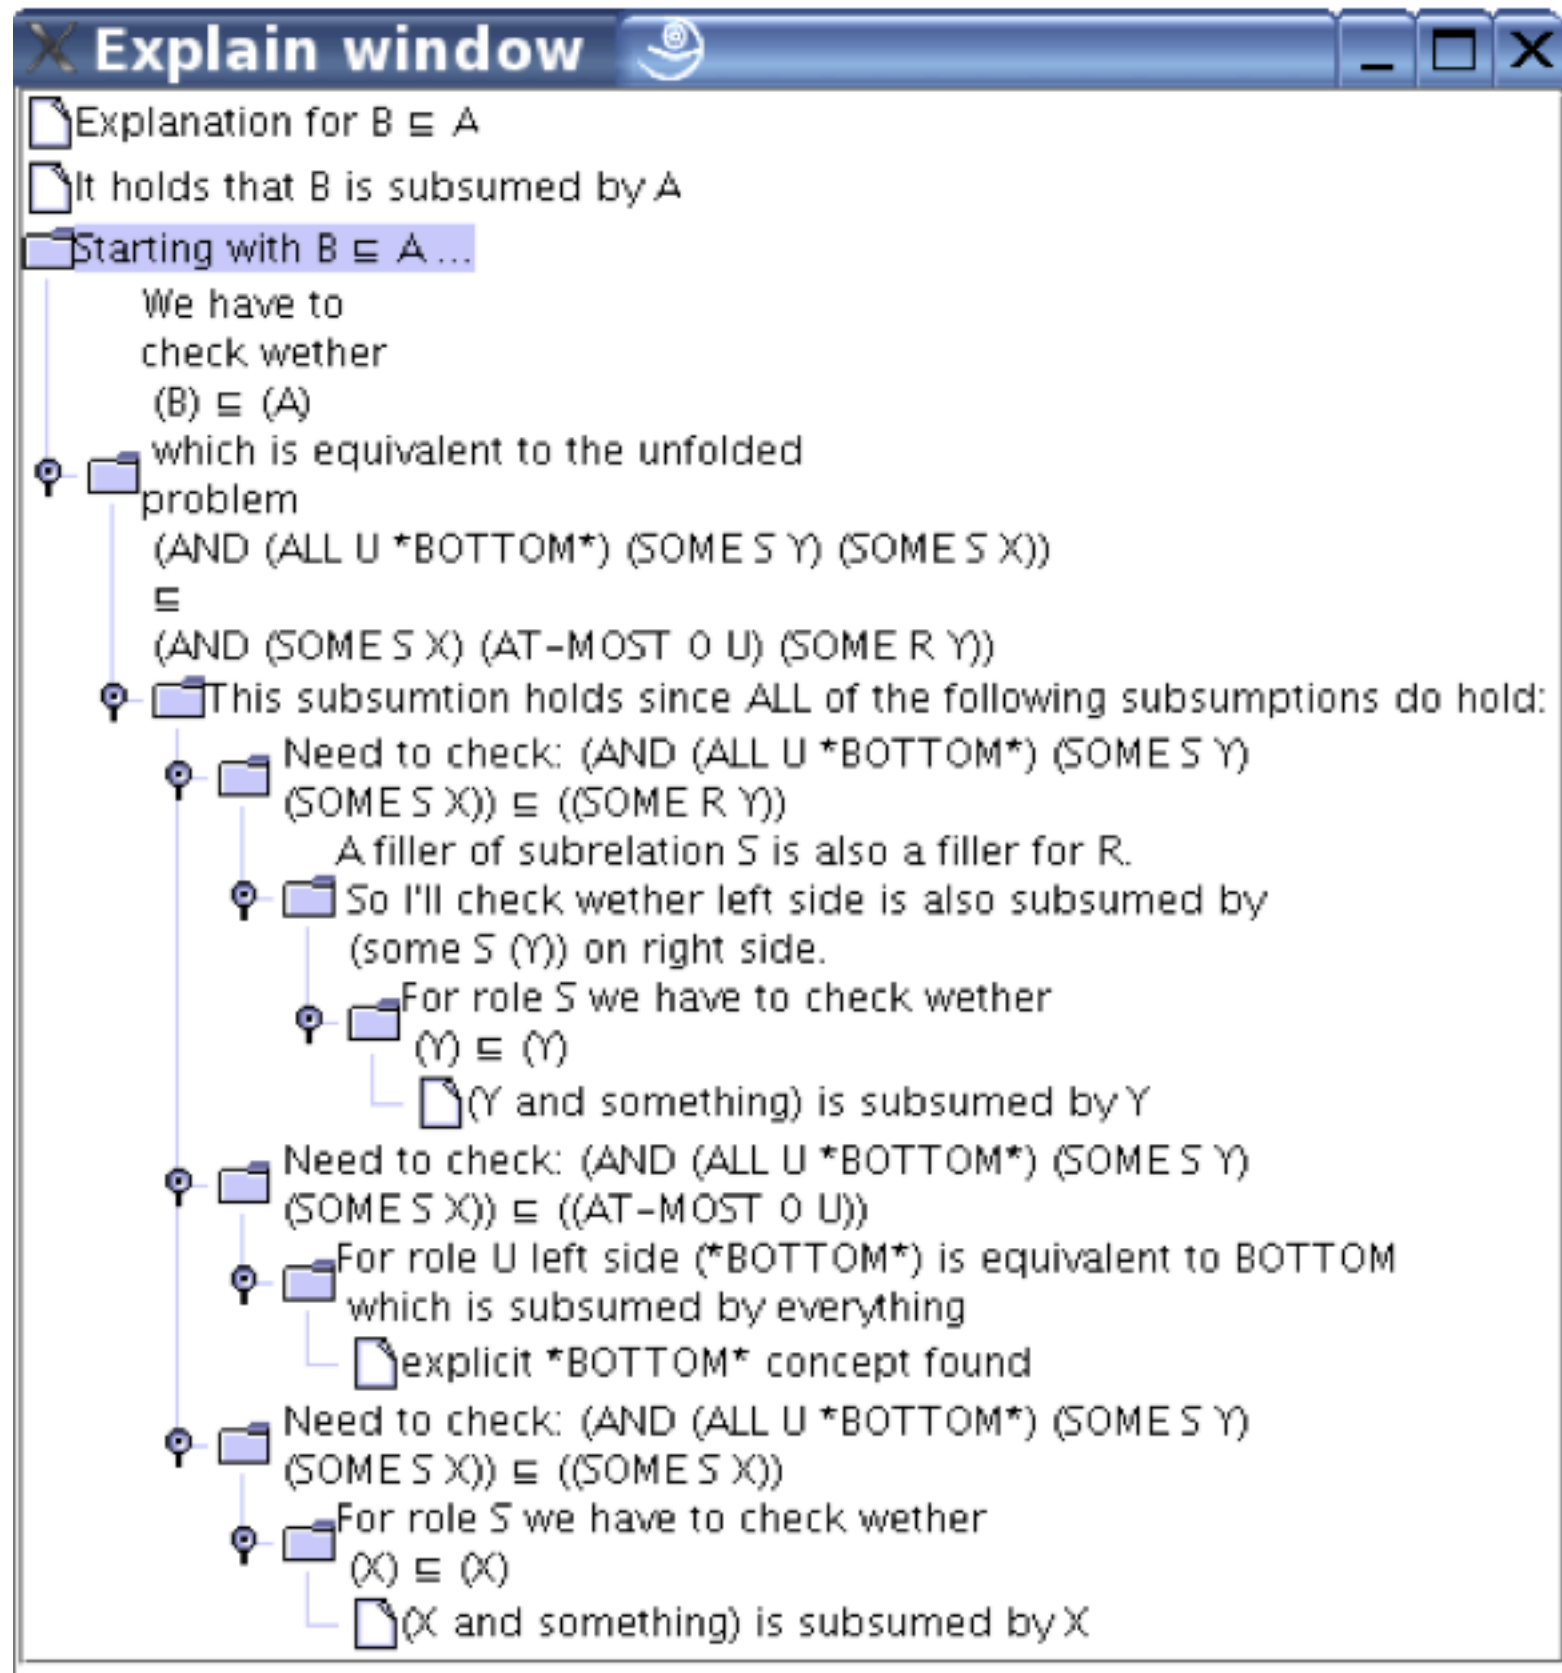 Explain window
Explanation for B ⊑ A
It holds that B is subsumed by A
Starting with B ⊑ A ...
We have to
check wether
(B) ⊑ (A)
which is equivalent to the unfolded
problem
(AND (ALL U *BOTTOM*) (SOME S Y) (SOME S X))
⊑
(AND (SOME S X) (AT-MOST 0 U) (SOME R Y))
This subsumtion holds since ALL of the following subsumptions do hold:
Need to check: (AND (ALL U *BOTTOM*) (SOME S Y)
(SOME S X)) ⊑ ((SOME R Y))
A filler of subrelation S is also a filler for R.
So I'll check wether left side is also subsumed by
(some S (Y)) on right side.
For role S we have to check wether
(Y) ⊑ (Y)
(Y and something) is subsumed by Y
Need to check: (AND (ALL U *BOTTOM*) (SOME S Y)
(SOME S X)) ⊑ ((AT-MOST 0 U))
For role U left side (*BOTTOM*) is equivalent to BOTTOM
which is subsumed by everything
explicit *BOTTOM* concept found
Need to check: (AND (ALL U *BOTTOM*) (SOME S Y)
(SOME S X)) ⊑ ((SOME S X))
For role S we have to check wether
(X) ⊑ (X)
(X and something) is subsumed by X